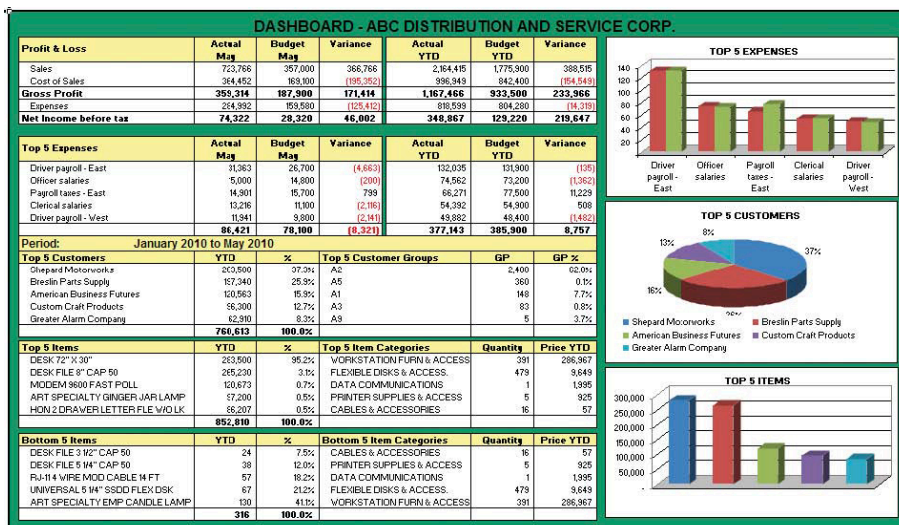 DASHBOARD - ABC DISTRIBUTION AND SERVICE CORP.
Profit & Loss Actual May Budget May Variance Actual YTD Budget YTD Variance
Sales 723,766 357,000 366,766 2,164,415 1,775,900 388,515
Cost of Sales 364,452 169,100 (195,352) 996,949 842,400 (154,549)
Gross Profit 359,314 187,900 171,414 1,167,466 933,500 233,966
Expenses 284,992 159,580 (125,412) 818,599 804,280 (14,319)
Net Income before tax 74,322 28,320 46,002 348,867 129,220 219,647
Top 5 Expenses Actual May Budget May Variance Actual YTD Budget YTD Variance
Driver payroll - East 31,363 26,700 (4,663) 132,035 131,900 (135)
Officer salaries 15,000 14,800 (200) 74,562 73,200 (1,362)
Payroll taxes - East 14,901 15,700 799 66,271 77,500 11,229
Clerical salaries 13,216 11,100 (2,116) 54,392 54,900 508
Driver payroll - West 11,941 9,800 (2,141) 49,882 48,400 (1,482)
86,421 78,100 (8,321) 377,143 385,900 8,757
Period: January 2010 to May 2010
Top 5 Customers YTD % Top 5 Customer Groups GP GP %
Shepard Motorworks 37.3% A2 2,400 62.0%
Breslin Parts Supply 197,340 25.9% A5 360 0.1%
American Business Futures 120,563 15.9% A1 148 7.7%
Custom Craft Products 96,300 12.7% A3 83 0.8%
Greater Alarm Company 62,910 8.3% A9 5 3.7%
760,613 100.0%
Top 5 Items YTD % Top 5 Item Categories Quantity Price YTD
DESK 72" X 30" 283,500 95.2% WORKSTATION FURN & ACCESS 391 286,967
DESK FILE 8" CAP 50 265,230 3.1% FLEXIBLE DISKS & ACCESS. 479 9,649
MODEM 9600 FAST POLL 120,673 0.7% DATA COMMUNICATIONS 1 1,995
ART SPECIALTY GINGER JAR LAMP 97,200 0.5% PRINTER SUPPLIES & ACCESS 5 925
HON 2 DRAWER LETTER FLE W/O LK 86,207 0.5% CABLES & ACCESSORIES 16 57
852,810 100.0%
Bottom 5 Items YTD % Bottom 5 Item Categories Quantity Price YTD
DESK FILE 3 1/2" CAP 50 24 7.5% CABLES & ACCESSORIES 16 57
DESK FILE 5 1/4" CAP 50 38 12.0% PRINTER SUPPLIES & ACCESS 5 925
RJ-114 WIRE MOD CABLE 14 FT 57 18.2% DATA COMMUNICATIONS 1 1,995
UNIVERSAL 5 1/4" SSDD FLEX DSK 67 21.2% FLEXIBLE DISKS & ACCESS. 479 9,649
ART SPECIALTY EMP CANDLE LAMP 130 41.1% WORKSTATION FURN & ACCESS 391 286,967
316 100.0%
TOP 5 EXPENSES
140
120
100
80
60
40
20
-
Driver payroll - East
Officer salaries
Payroll taxes - East
Clerical salaries
Driver payroll - West
TOP 5 CUSTOMERS
8%
13%
37%
16%
Shepard Motorworks
Breslin Parts Supply
American Business Futures
Custom Craft Products
Greater Alarm Company
TOP 5 ITEMS
300,000
250,000
200,000
150,000
100,000
50,000
-